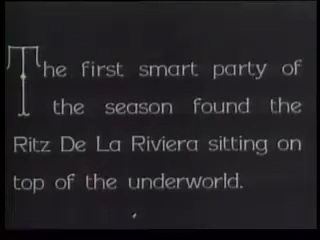 The first smart party of
the season found the
Ritz De La Riviera sitting on
top of the underworld.